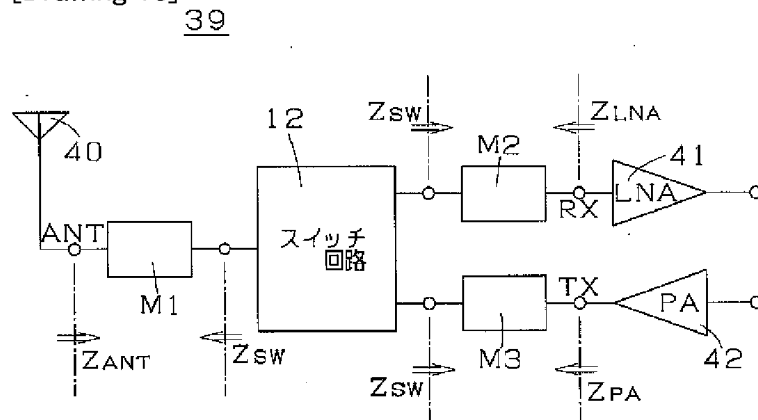 39
ZSW
ZLNA
40
12
M2
41
LNA
RX
ANT
スイッチ
回路
M1
TX
PA
ZANT
ZSW
ZSW
M3
ZPA
42